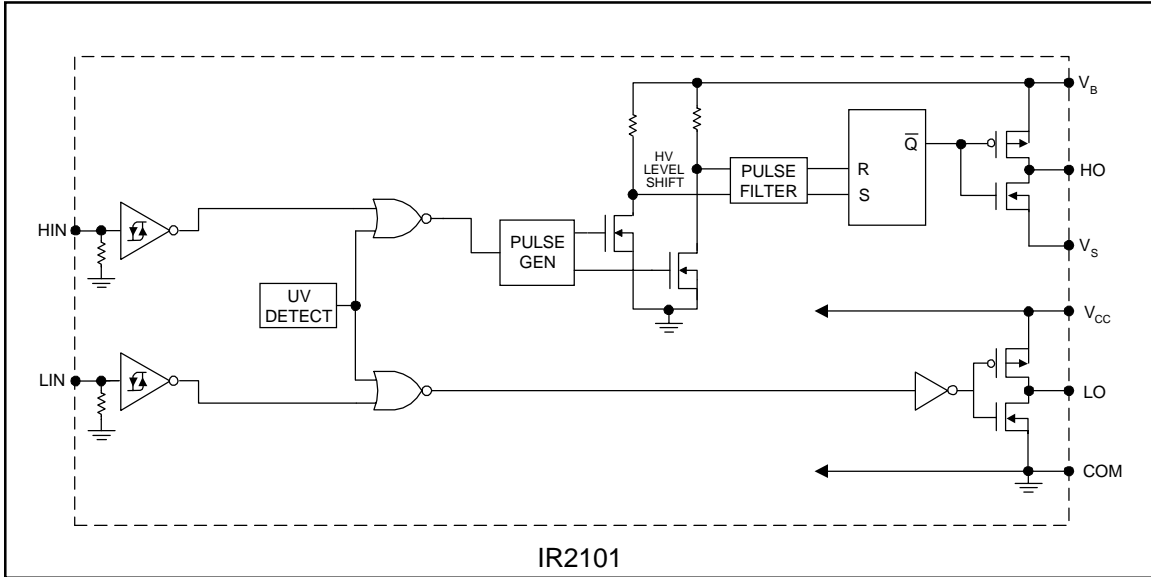 V_B
Q̅
HV
LEVEL
SHIFT
PULSE
FILTER
R
S
HO
HIN
PULSE
GEN
V_S
UV
DETECT
V_CC
LIN
LO
COM
IR2101